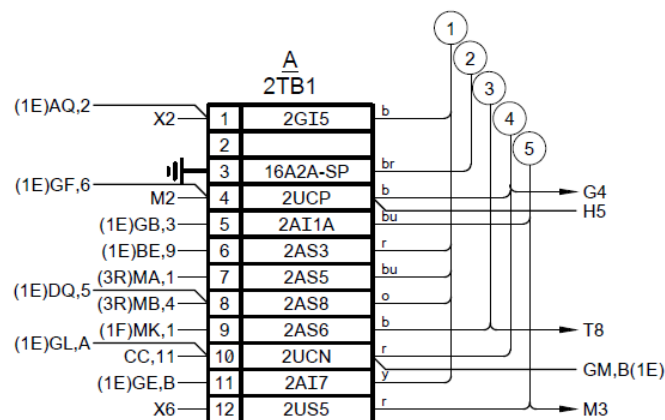 1
2
3
4
5
A
2TB1
(1E)AQ,2
X2 1 2GI5 b
2
3 16A2A-SP br
(1E)GF,6
M2 4 2UCP b G4
H5
(1E)GB,3 5 2AI1A bu
(1E)BE,9 6 2AS3 r
(3R)MA,1 7 2AS5 bu
(1E)DQ,5
(3R)MB,4 8 2AS8 o
(1F)MK,1 9 2AS6 b T8
(1E)GL,A
CC,11 10 2UCN r
GM,B(1E)
(1E)GE,B 11 2AI7 y
X6 12 2US5 r M3